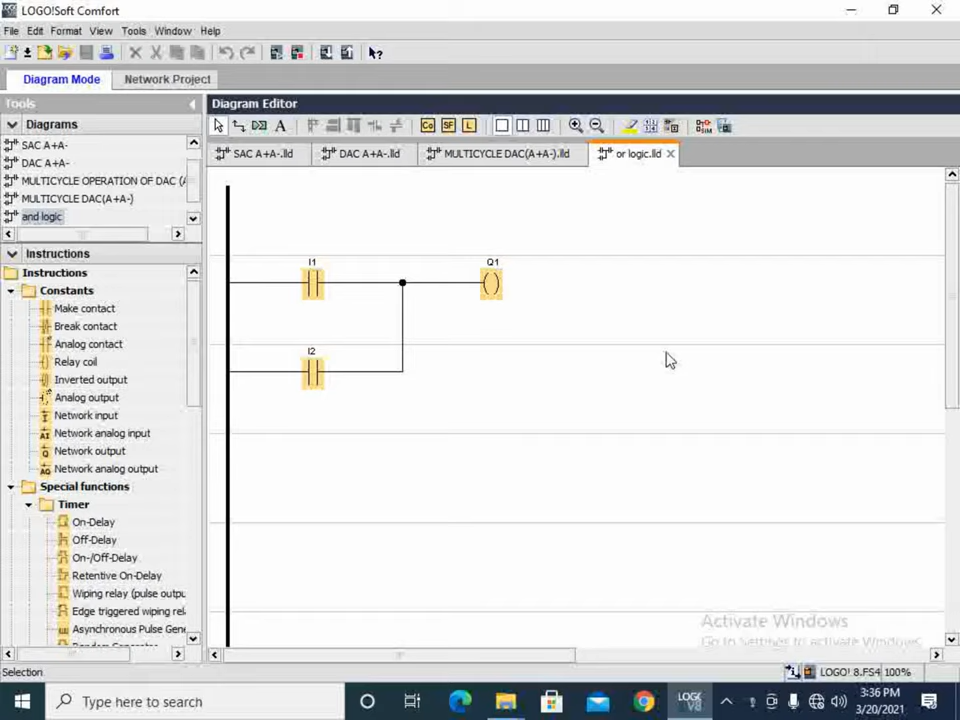 LOGO!Soft Comfort
File Edit Format View Tools Window Help
Diagram Mode Network Project
Tools
Diagram Editor
Diagrams
SAC A+A-
DAC A+A-
MULTICYCLE OPERATION OF DAC (
MULTICYCLE DAC(A+A-)
and logic
Co SF L
SAC A+A-.lld DAC A+A-.lld MULTICYCLE DAC(A+A-).lld or logic.lld
Instructions
Instructions
Constants
Make contact
Break contact
Analog contact
Relay coil
Inverted output
Analog output
Network input
Network analog input
Network output
Network analog output
Special functions
Timer
On-Delay
Off-Delay
On-/Off-Delay
Retentive On-Delay
Wiping relay (pulse outpu
Edge triggered wiping rel
Asynchronous Pulse Gene
I1
Q1
I2
Activate Windows
Go to Settings to activate Windows.
Selection
LOGO! 8.FS4 100%
Type here to search
3:36 PM
3/20/2021